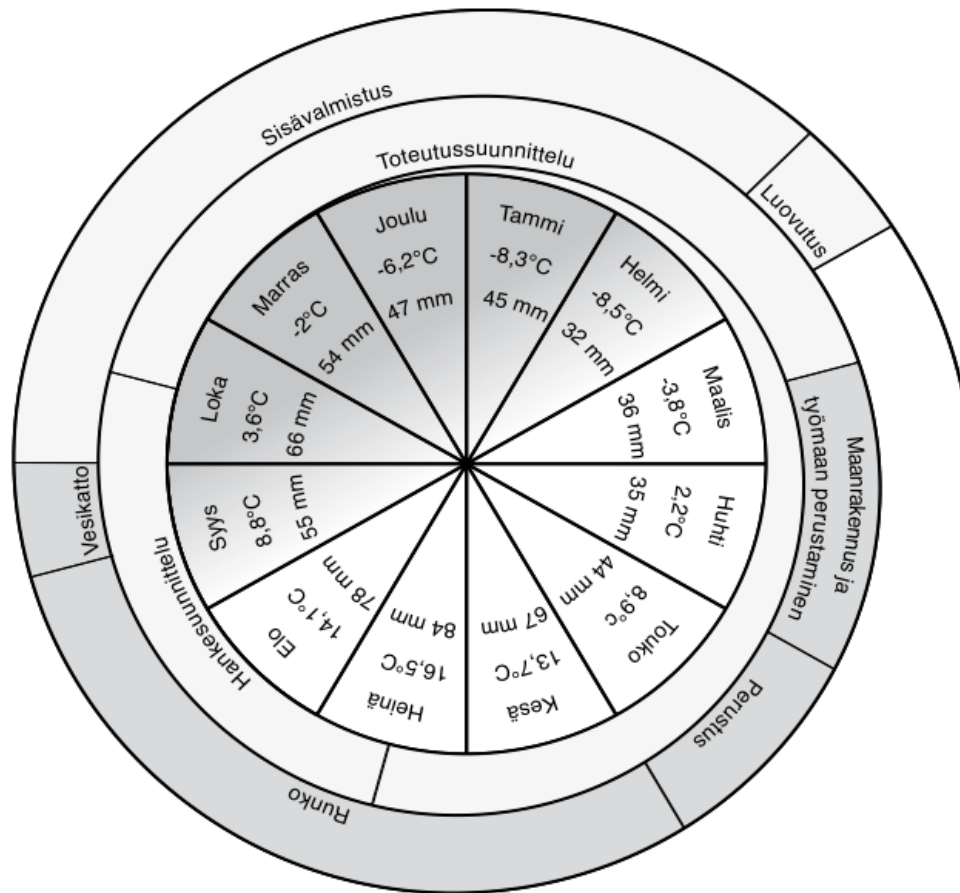 Sisävalmistus
Toteutussuunnittelu
Luovutus
Tammi
-8,3°C
45 mm
Helmi
-8,5°C
32 mm
Maalis
-3,8°C
36 mm
Huhti
2,2°C
35 mm
Touko
8,9°c
44 mm
Kesä
13,7°C
67 mm
Heinä
16,5°C
84 mm
Elo
14,1°C
78 mm
Syys
8,8°C
55 mm
Loka
3,6°C
66 mm
Marras
-2°C
54 mm
Joulu
-6,2°C
47 mm
Maanrakennus ja
työmaan perustaminen
Perustus
Runko
Hankesuunnittelu
Vesikatto